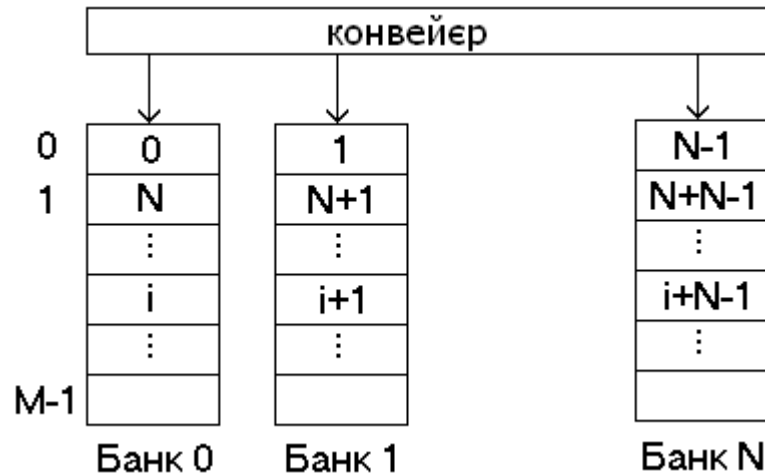 конвейєр
0 0 1 N-1
1 N N+1 N+N-1
⋮ ⋮ ⋮
i i+1 i+N-1
⋮ ⋮ ⋮
M-1
Банк 0 Банк 1 Банк N